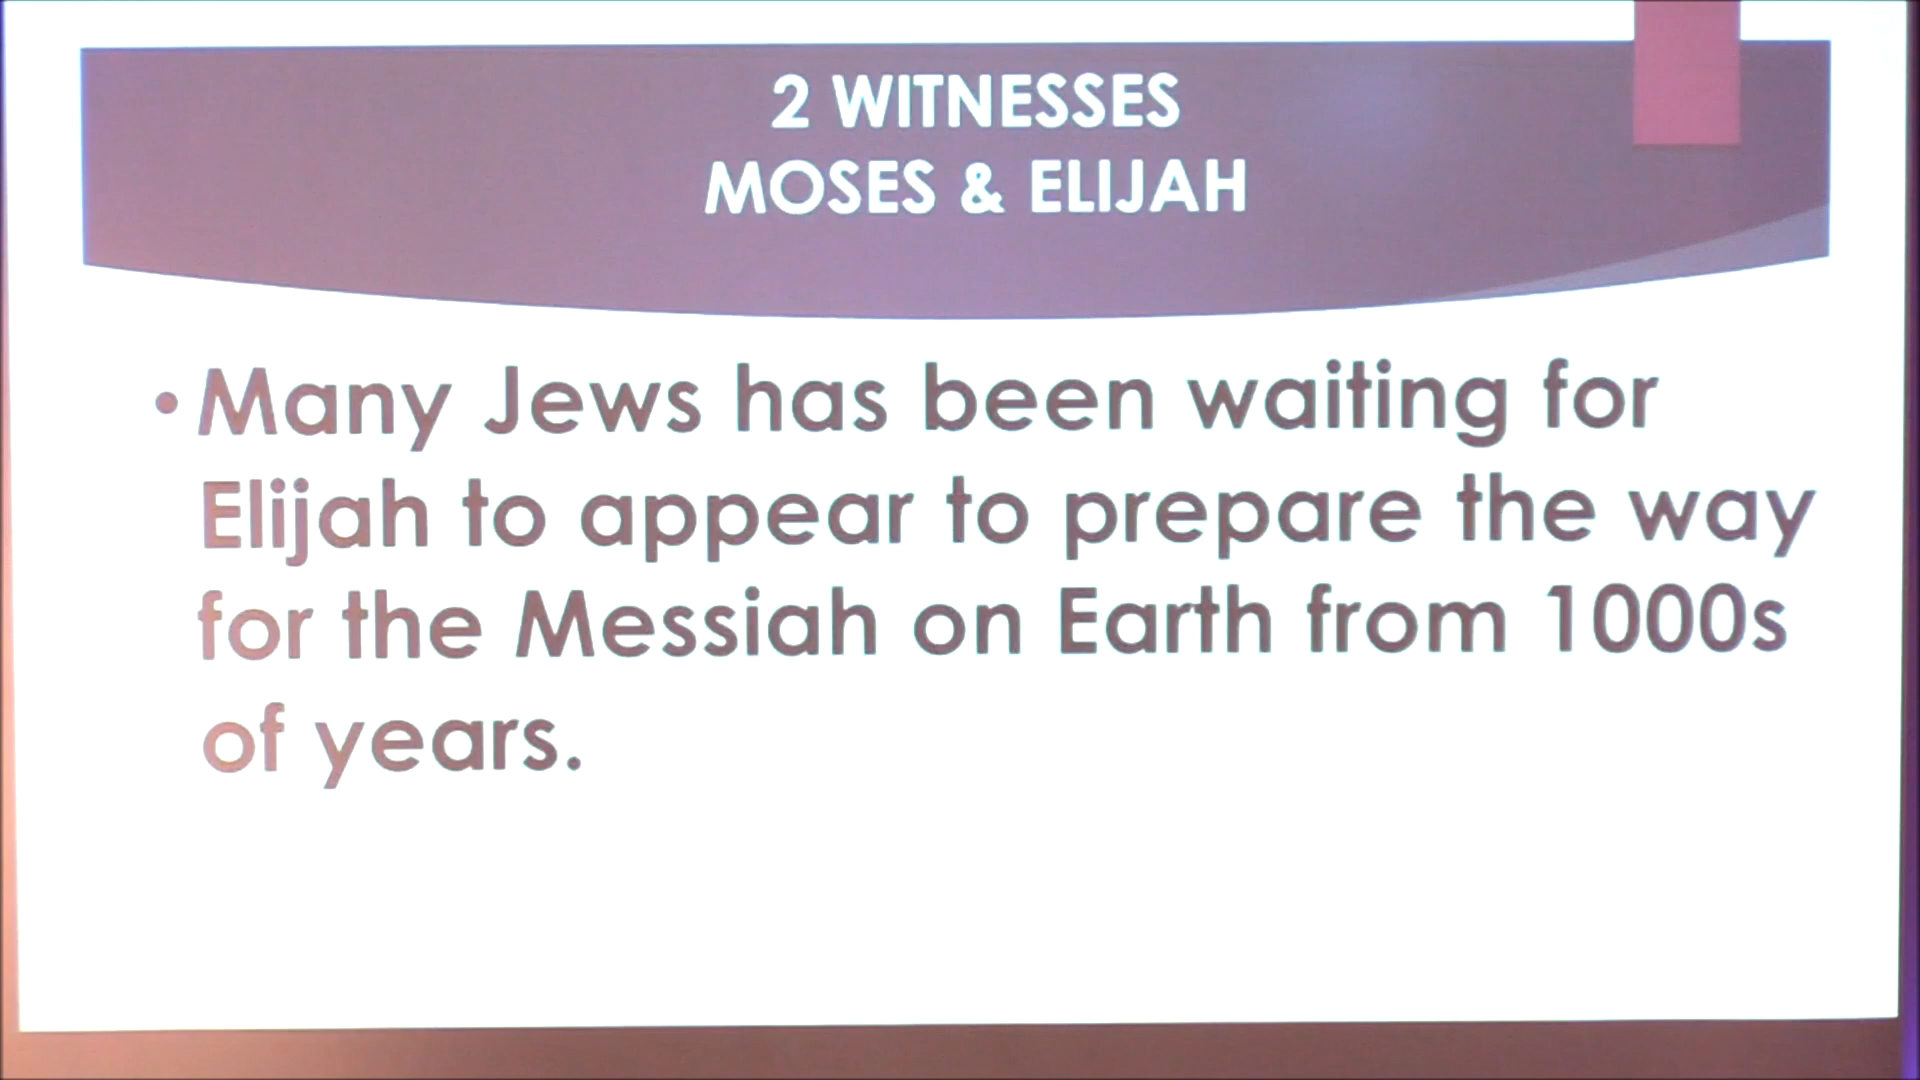 2 WITNESSES
MOSES & ELIJAH
• Many Jews has been waiting for
Elijah to appear to prepare the way
for the Messiah on Earth from 1000s
of years.